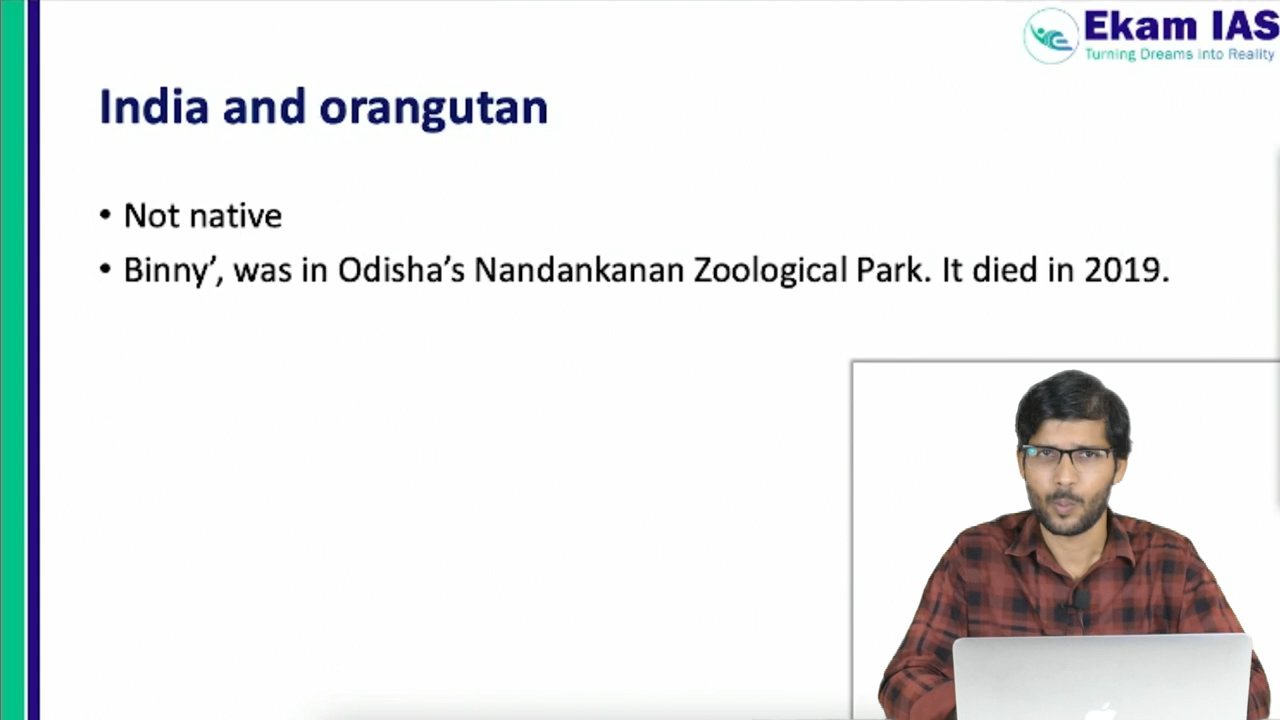 Ekam IAS
Turning Dreams into Reality
India and orangutan
• Not native
• Binny’, was in Odisha’s Nandankanan Zoological Park. It died in 2019.